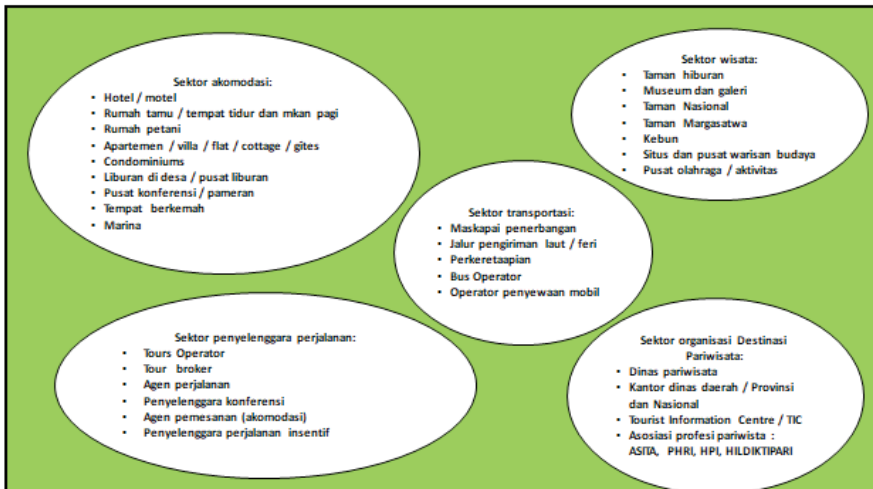 Sektor akomodasi:
• Hotel / motel
• Rumah tamu / tempat tidur dan mkan pagi
• Rumah petani
• Apartemen / villa / flat / cottage / gites
• Condominiums
• Liburan di desa / pusat liburan
• Pusat konferensi / pameran
• Tempat berkemah
• Marina
Sektor wisata:
• Taman hiburan
• Museum dan galeri
• Taman Nasional
• Taman Margasatwa
• Kebun
• Situs dan pusat warisan budaya
• Pusat olahraga / aktivitas
Sektor transportasi:
• Maskapai penerbangan
• Jalur pengiriman laut / feri
• Perkeretaapian
• Bus Operator
• Operator penyewaan mobil
Sektor penyelenggara perjalanan:
• Tours Operator
• Tour broker
• Agen perjalanan
• Penyelenggara konferensi
• Agen pemesanan (akomodasi)
• Penyelenggara perjalanan insentif
Sektor organisasi Destinasi
Pariwisata:
• Dinas pariwisata
• Kantor dinas daerah / Provinsi
dan Nasional
• Tourist Information Centre / TIC
• Asosiasi profesi pariwista :
ASITA, PHRI, HPI, HILDIKTIPARI